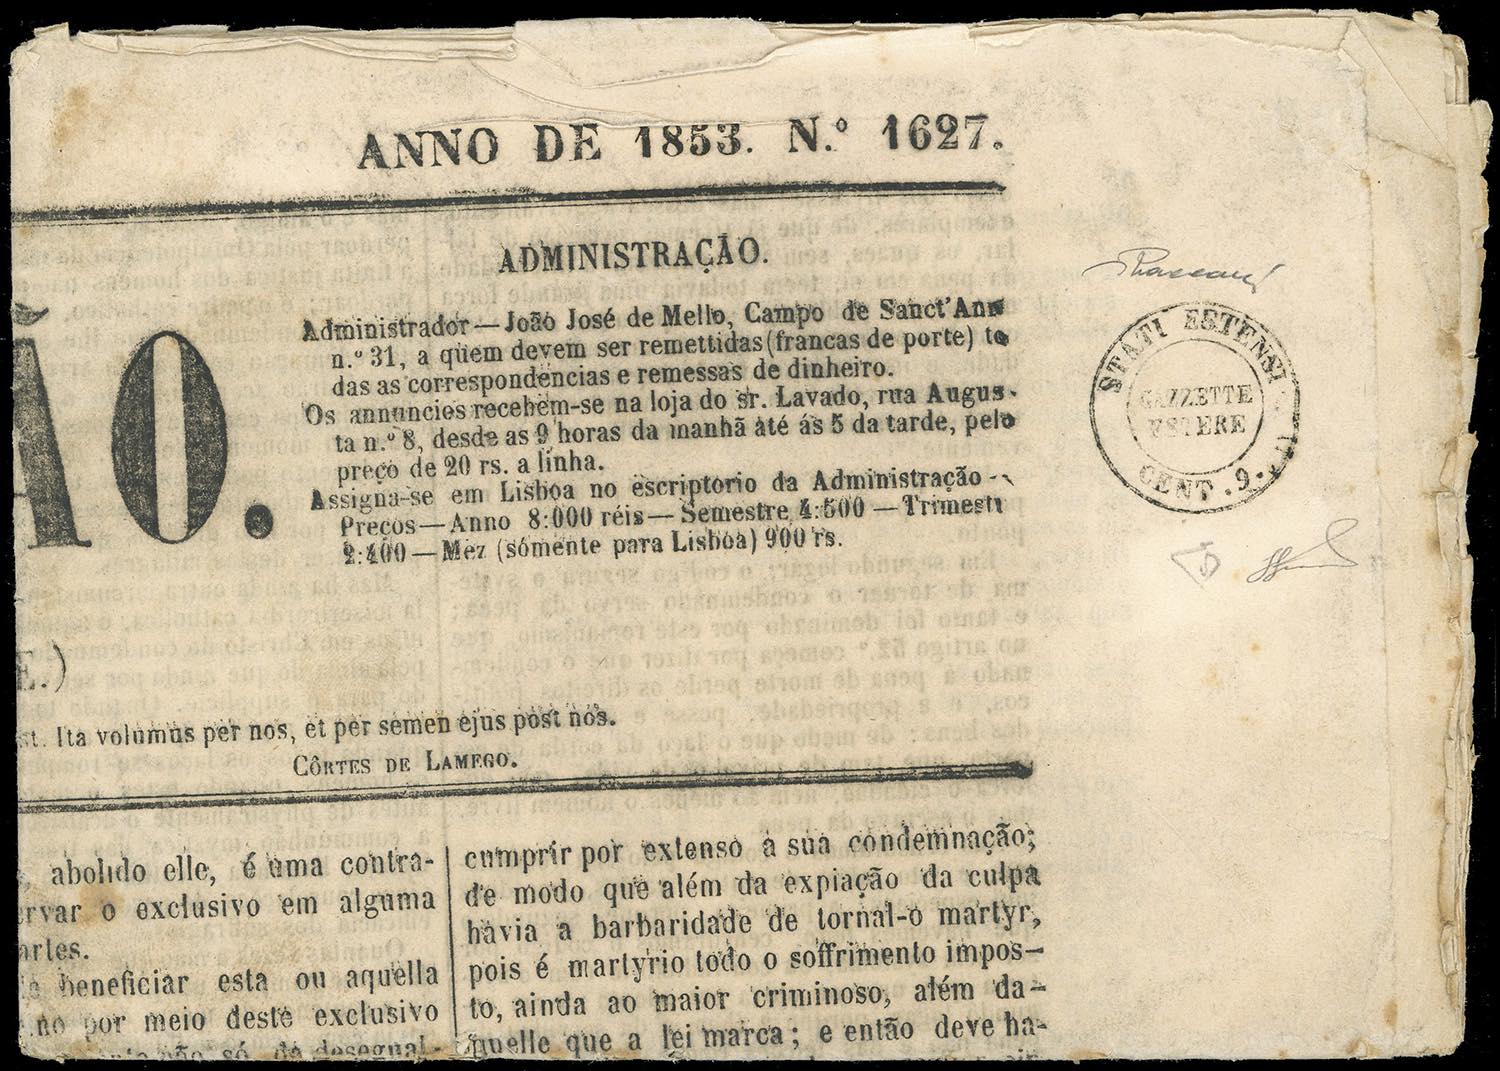 ANNO DE 1853. N.º 1627.
ADMINISTRAÇÃO.
ÃO.
Administrador—João José de Mello, Campo de Sanct'Ann
n.º 31, a quem devem ser remettidas (francas de porte) to
das as correspondencias e remessas de dinheiro.
Os annuncios recebem-se na loja do sr. Lavado, rua Augus-
ta n.º 8, desde as 9 horas da manhã até ás 5 da tarde, pelo
preço de 20 rs. a linha.
Assigna-se em Lisboa no escriptorio da Administração -
Preços—Anno 8:000 réis—Semestre 4:500—Trimest
2:400—Mez (sómente para Lisboa) 900 rs.
E.)
st. Ita volumus per nos, et per semen ejus post nos.
CÔRTES DE LAMEGO.
, abolido elle, é uma contra-
ervar o exclusivo em alguma
artes.
beneficiar esta ou aquella
no por meio deste exclusivo
não só da desegual-
cumprir por extenso a sua condemnação;
de modo que além da expiação da culpa
havia a barbaridade de tornal-o martyr,
pois é martyrio todo o soffrimento impos-
to, ainda ao maior criminoso, além da-
quelle que a lei marca; e então deve ha-
STATI ESTENSI
GAZZETTE
ESTERE
CENT. 9.